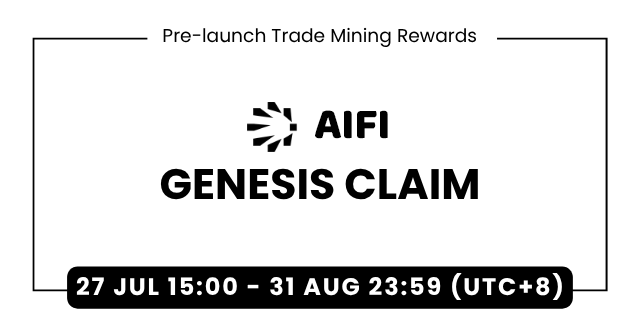 Pre-launch Trade Mining Rewards
AIFI
GENESIS CLAIM
27 JUL 15:00 - 31 AUG 23:59 (UTC+8)